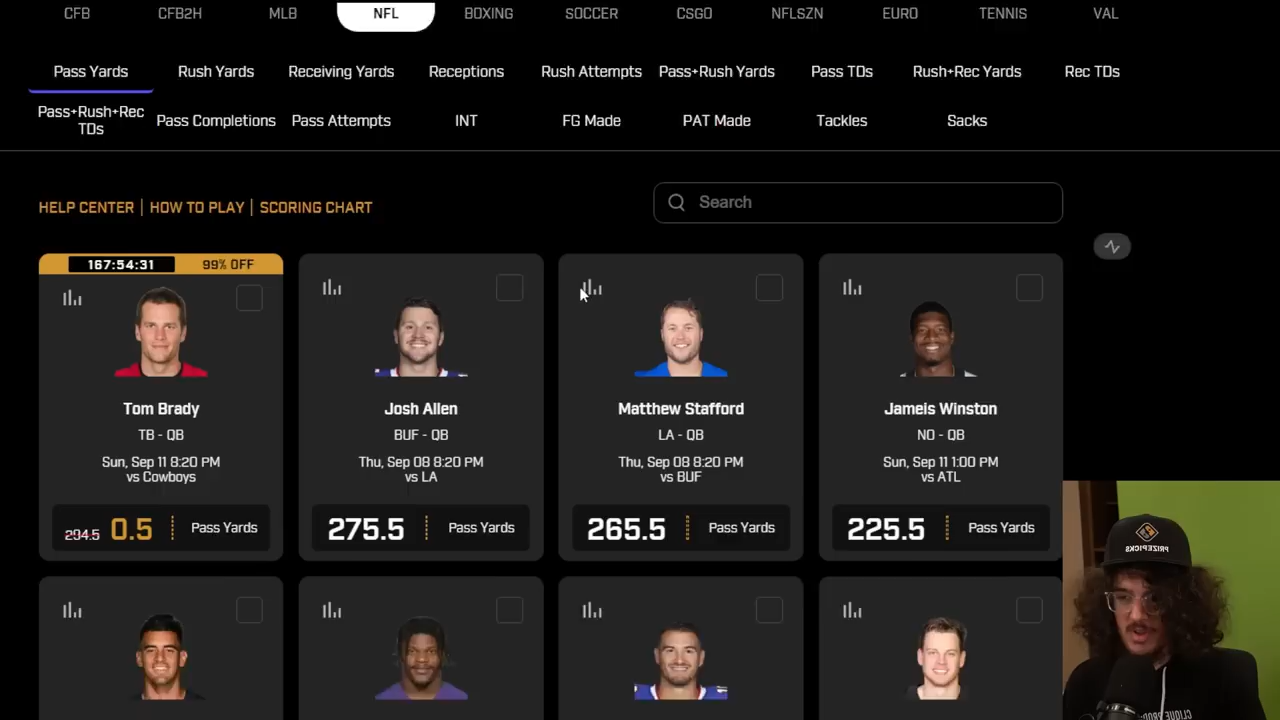 CFB CFB2H MLB NFL BOXING SOCCER CSGO NFLSZN EURO TENNIS VAL
Pass Yards Rush Yards Receiving Yards Receptions Rush Attempts Pass+Rush Yards Pass TDs Rush+Rec Yards Rec TDs
Pass+Rush+Rec
TDs
Pass Completions Pass Attempts INT FG Made PAT Made Tackles Sacks
HELP CENTER | HOW TO PLAY | SCORING CHART
Search
167:54:31 99% OFF
Tom Brady
TB - QB
Sun, Sep 11 8:20 PM
vs Cowboys
294.5 0.5 Pass Yards
Josh Allen
BUF - QB
Thu, Sep 08 8:20 PM
vs LA
275.5 Pass Yards
Matthew Stafford
LA - QB
Thu, Sep 08 8:20 PM
vs BUF
265.5 Pass Yards
Jameis Winston
NO - QB
Sun, Sep 11 1:00 PM
vs ATL
225.5 Pass Yards
PRIZEPICKS